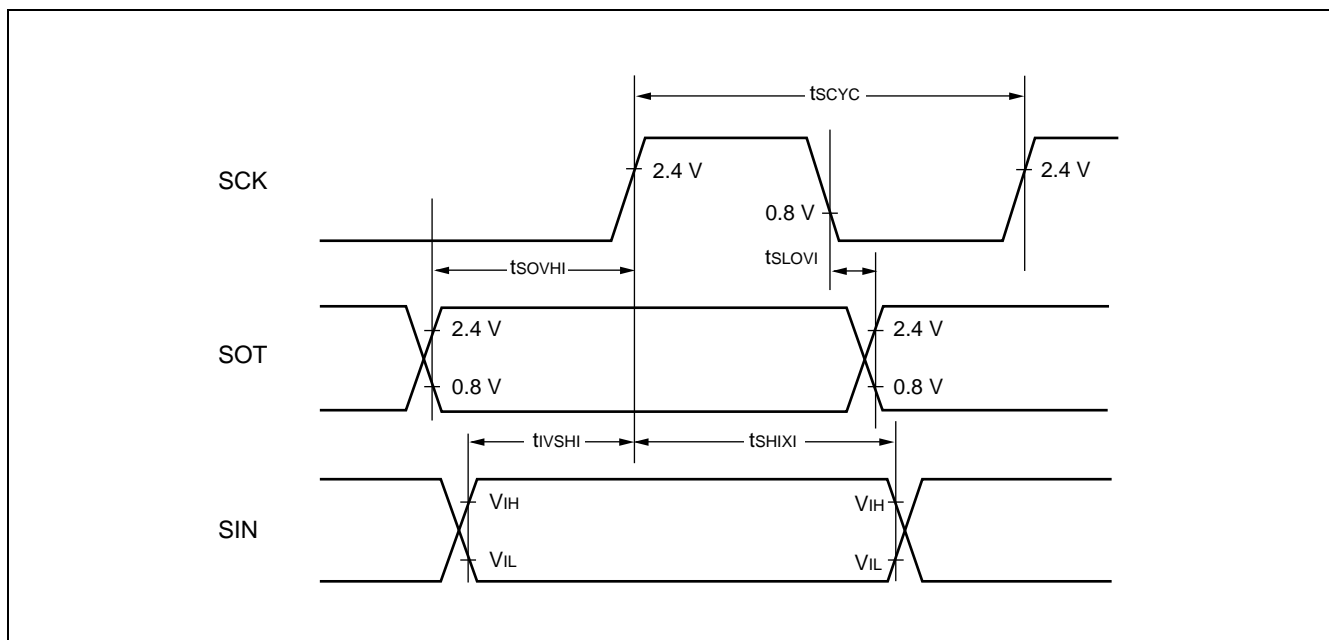 tSCYC
SCK
2.4 V
0.8 V
2.4 V
tSOVHI
tSLOVI
SOT
2.4 V
0.8 V
2.4 V
0.8 V
tIVSHI
tSHIXI
SIN
VIH
VIL
VIH
VIL